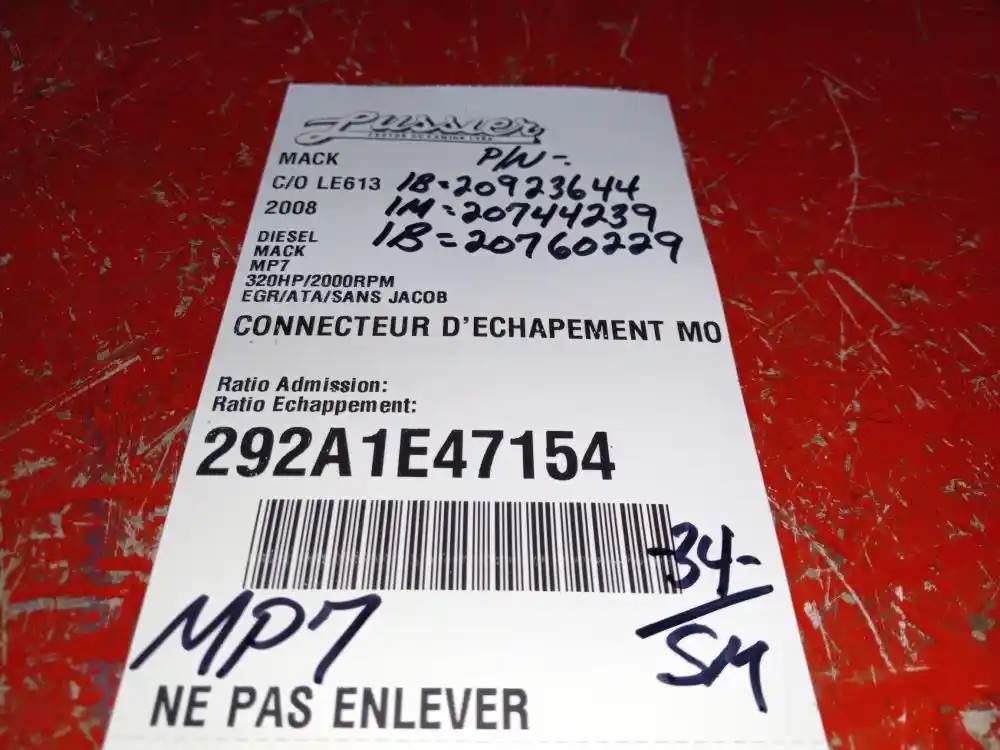 Lussier
MACK
P/N-.
C/O LE613
1B=20923644
2008
1M=20744239
DIESEL
1B=20760229
MACK
MP7
320HP/2000RPM
EGR/ATA/SANS JACOB
CONNECTEUR D'ECHAPEMENT MO
Ratio Admission:
Ratio Echappement:
292A1E47154
-34-
SM
MP7
NE PAS ENLEVER